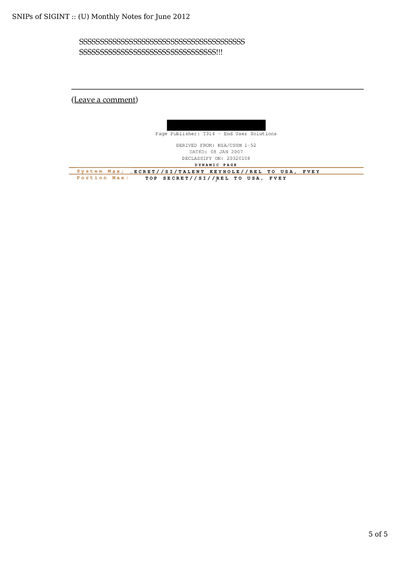 SNIPs of SIGINT :: (U) Monthly Notes for June 2012
SSSSSSSSSSSSSSSSSSSSSSSSSSSSSSSSSSSSSSSS
SSSSSSSSSSSSSSSSSSSSSSSSSSSSSSSSS!!!
(Leave a comment)
Page Publisher: T314 - End User Solutions
DERIVED FROM: NSA/CSSM 1-52
DATED: 08 JAN 2007
DECLASSIFY ON: 20320108
DYNAMIC PAGE
System Max: ECRET//SI/TALENT KEYHOLE//REL TO USA, FVEY
Portion Max: TOP SECRET//SI//REL TO USA, FVEY
5 of 5